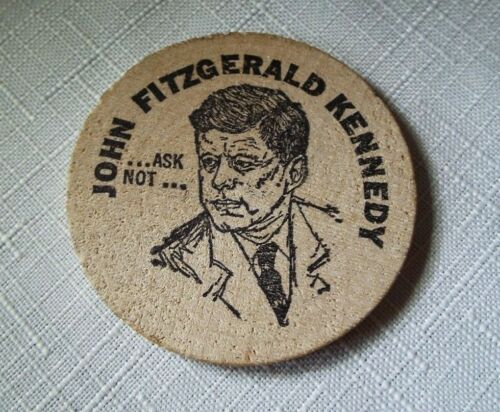 JOHN FITZGERALD KENNEDY
....ASK
NOT...